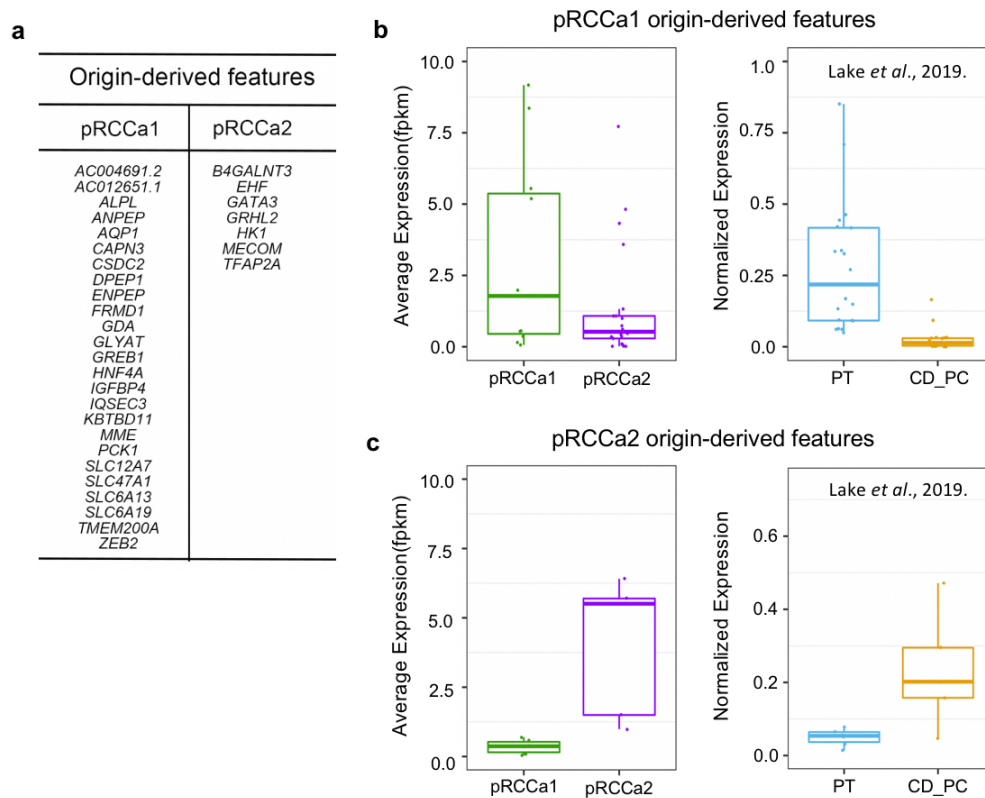 a
Origin-derived features
pRCCa1 pRCCa2
AC004691.2 B4GALNT3
AC012651.1 EHF
ALPL GATA3
ANPEP GRHL2
AQP1 HK1
CAPN3 MECOM
CSDC2 TFAP2A
DPEP1
ENPEP
FRMD1
GDA
GLYAT
GREB1
HNF4A
IGFBP4
IQSEC3
KBTBD11
MME
PCK1
SLC12A7
SLC47A1
SLC6A13
SLC6A19
TMEM200A
ZEB2
b
pRCCa1 origin-derived features
Average Expression(fpkm)
10.0
7.5
5.0
2.5
0.0
pRCCa1 pRCCa2
Normalized Expression
1.0
0.75
0.5
0.25
0.0
Lake et al., 2019.
PT CD_PC
c
pRCCa2 origin-derived features
Average Expression(fpkm)
10.0
7.5
5.0
2.5
0.0
pRCCa1 pRCCa2
Normalized Expression
0.6
0.4
0.2
0.0
Lake et al., 2019.
PT CD_PC